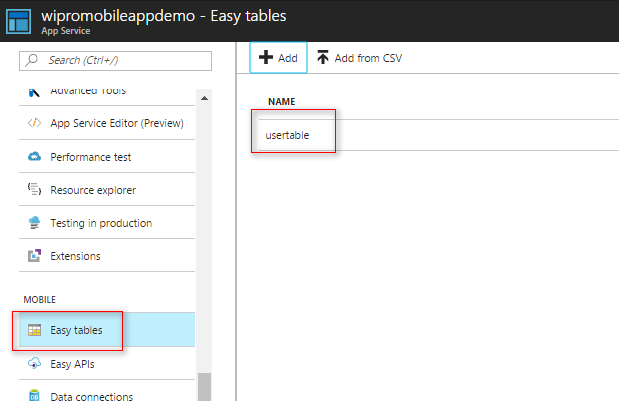 wipromobileappdemo - Easy tables
App Service
Search (Ctrl+/)
Advanced Tools
App Service Editor (Preview)
Performance test
Resource explorer
Testing in production
Extensions
MOBILE
Easy tables
Easy APIs
Data connections
Add
Add from CSV
NAME
usertable